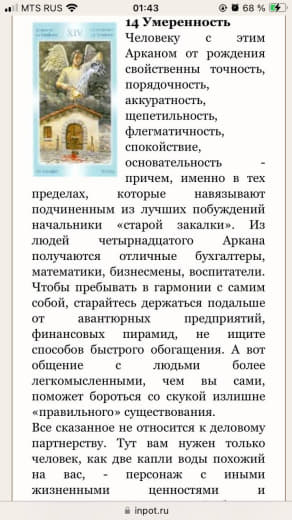 MTS RUS
01:43
68 %
XIV
14 Умеренность
Человеку с этим
Арканом от рождения
свойственны точность,
порядочность,
аккуратность,
щепетильность,
флегматичность,
спокойствие,
основательность -
причем, именно в тех
пределах, которые навязывают
подчиненным из лучших побуждений
начальники «старой закалки». Из
людей четырнадцатого Аркана
получаются отличные бухгалтеры,
математики, бизнесмены, воспитатели.
Чтобы пребывать в гармонии с самим
собой, старайтесь держаться подальше
от авантюрных предприятий,
финансовых пирамид, не ищите
способов быстрого обогащения. А вот
общение с людьми более
легкомысленными, чем вы сами,
поможет бороться со скукой излишне
«правильного» существования.
Все сказанное не относится к деловому
партнерству. Тут вам нужен только
человек, как две капли воды похожий
на вас, - персонаж с иными
жизненными ценностями и
inpot.ru